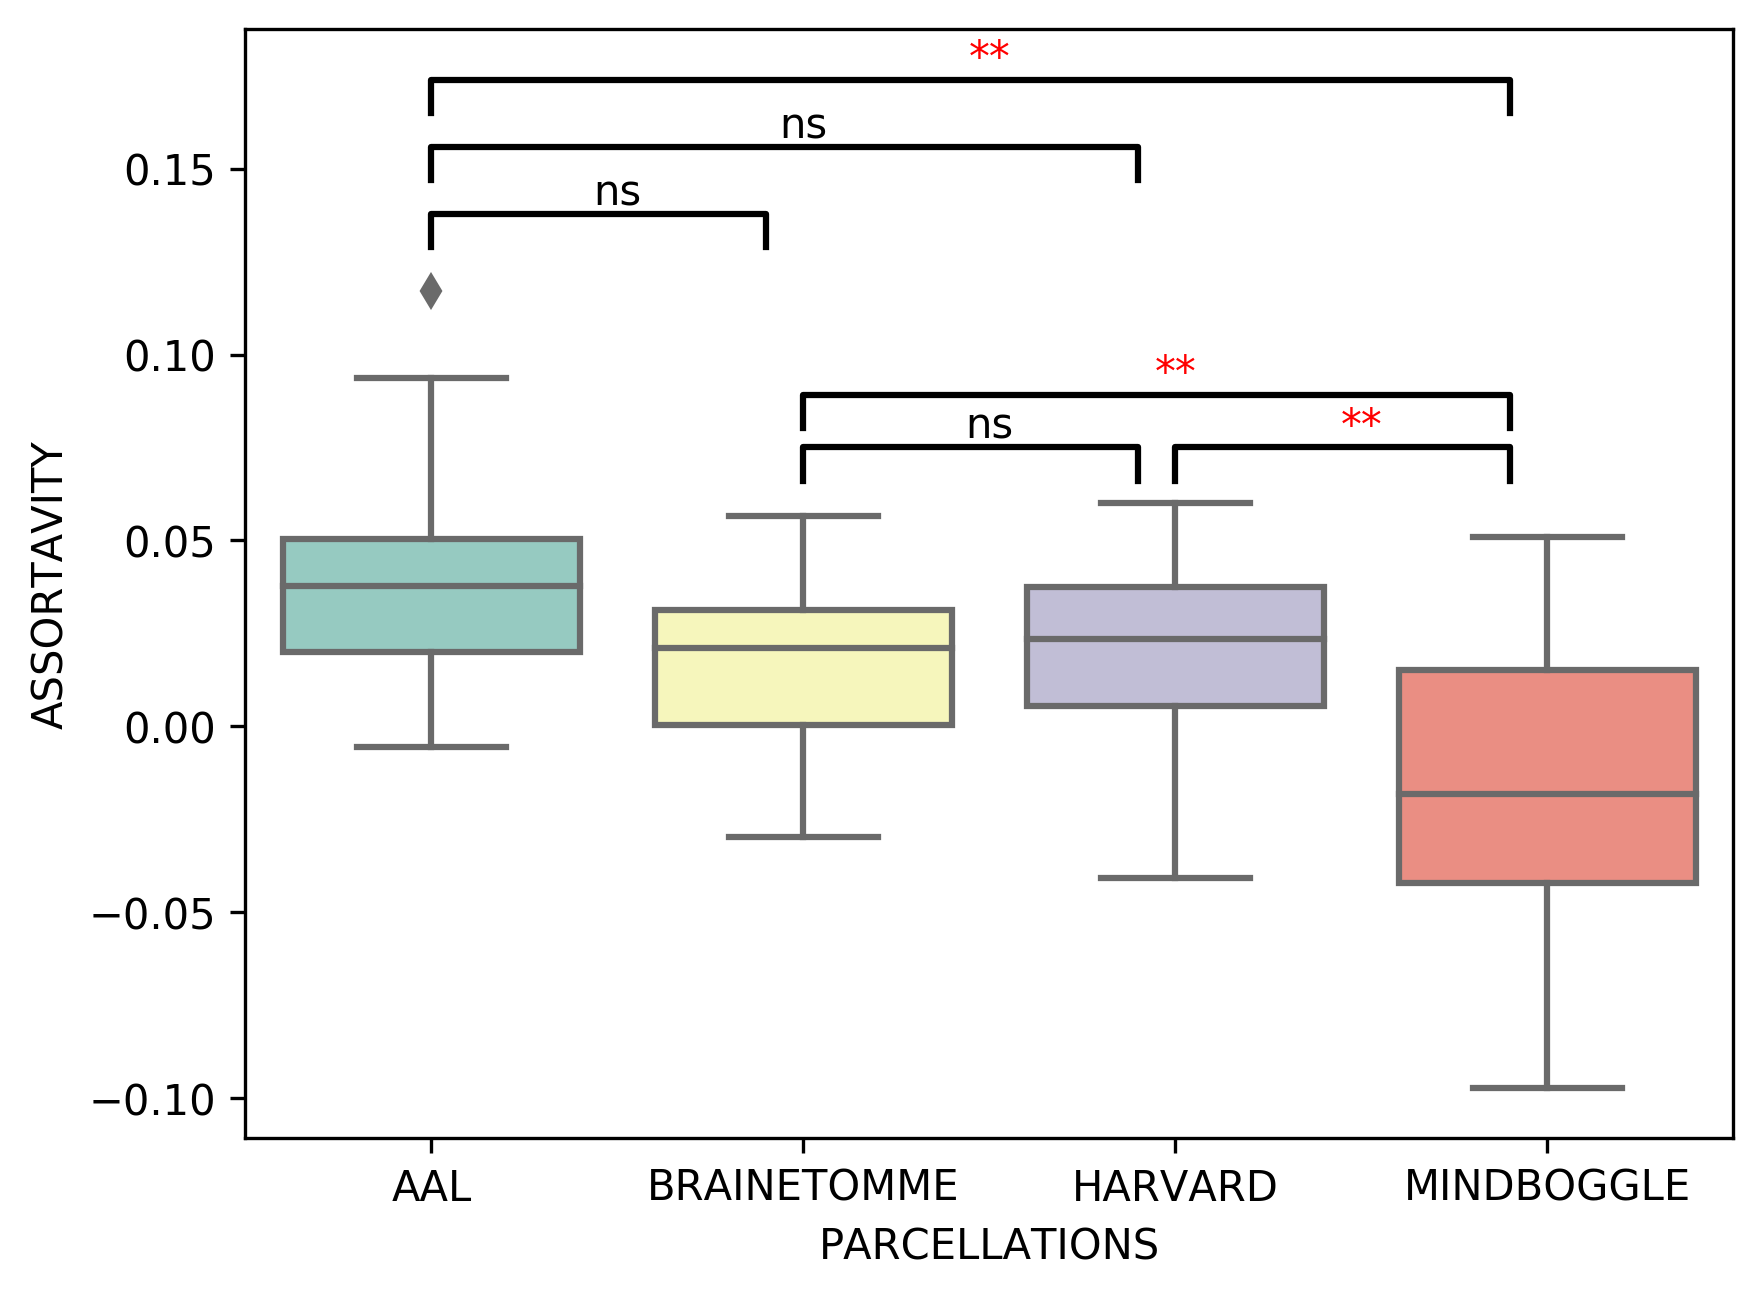 **
ns
ns
**
ns
**
0.15
0.10
0.05
0.00
−0.05
−0.10
ASSORTAVITY
AAL BRAINETOMME HARVARD MINDBOGGLE
PARCELLATIONS